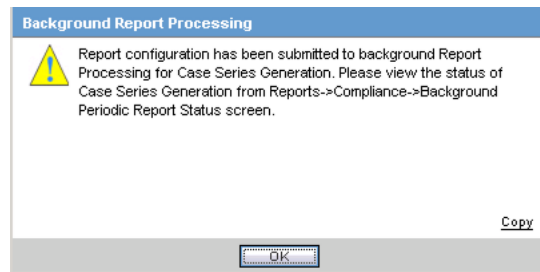 Background Report Processing
Report configuration has been submitted to background Report
Processing for Case Series Generation. Please view the status of
Case Series Generation from Reports->Compliance->Background
Periodic Report Status screen.
Copy
OK